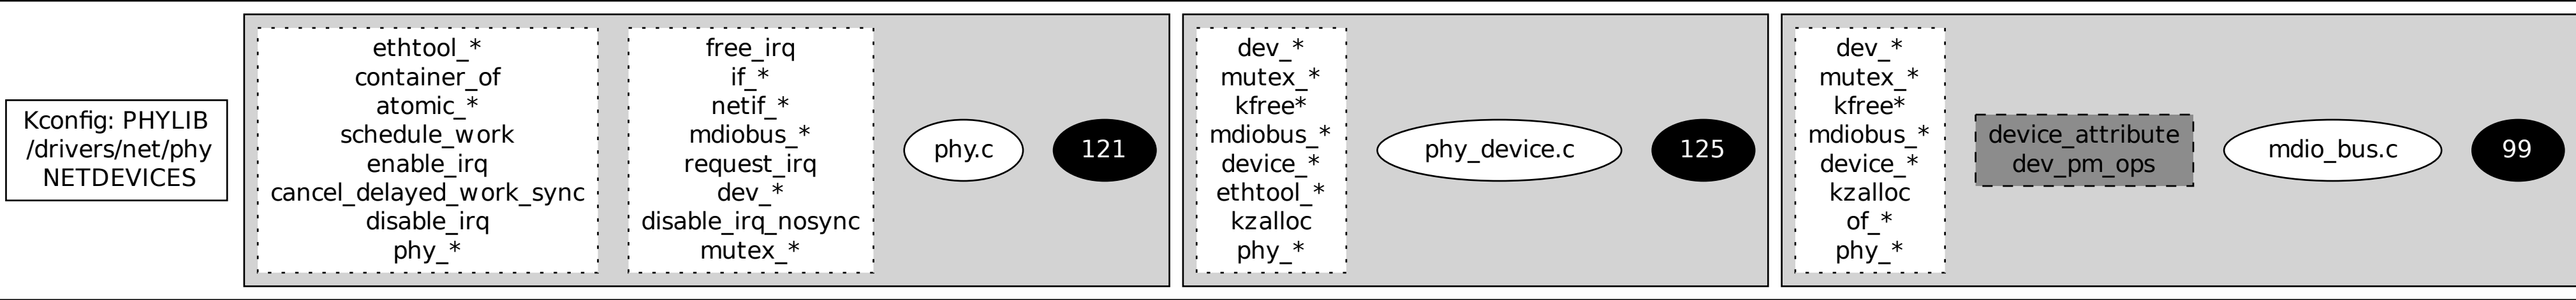 Kconfig: PHYLIB
/drivers/net/phy
NETDEVICES
ethtool_*
container_of
atomic_*
schedule_work
enable_irq
cancel_delayed_work_sync
disable_irq
phy_*
free_irq
if_*
netif_*
mdiobus_*
request_irq
dev_*
disable_irq_nosync
mutex_*
phy.c
121
dev_*
mutex_*
kfree*
mdiobus_*
device_*
ethtool_*
kzalloc
phy_*
phy_device.c
125
dev_*
mutex_*
kfree*
mdiobus_*
device_*
kzalloc
of_*
phy_*
device_attribute
dev_pm_ops
mdio_bus.c
99